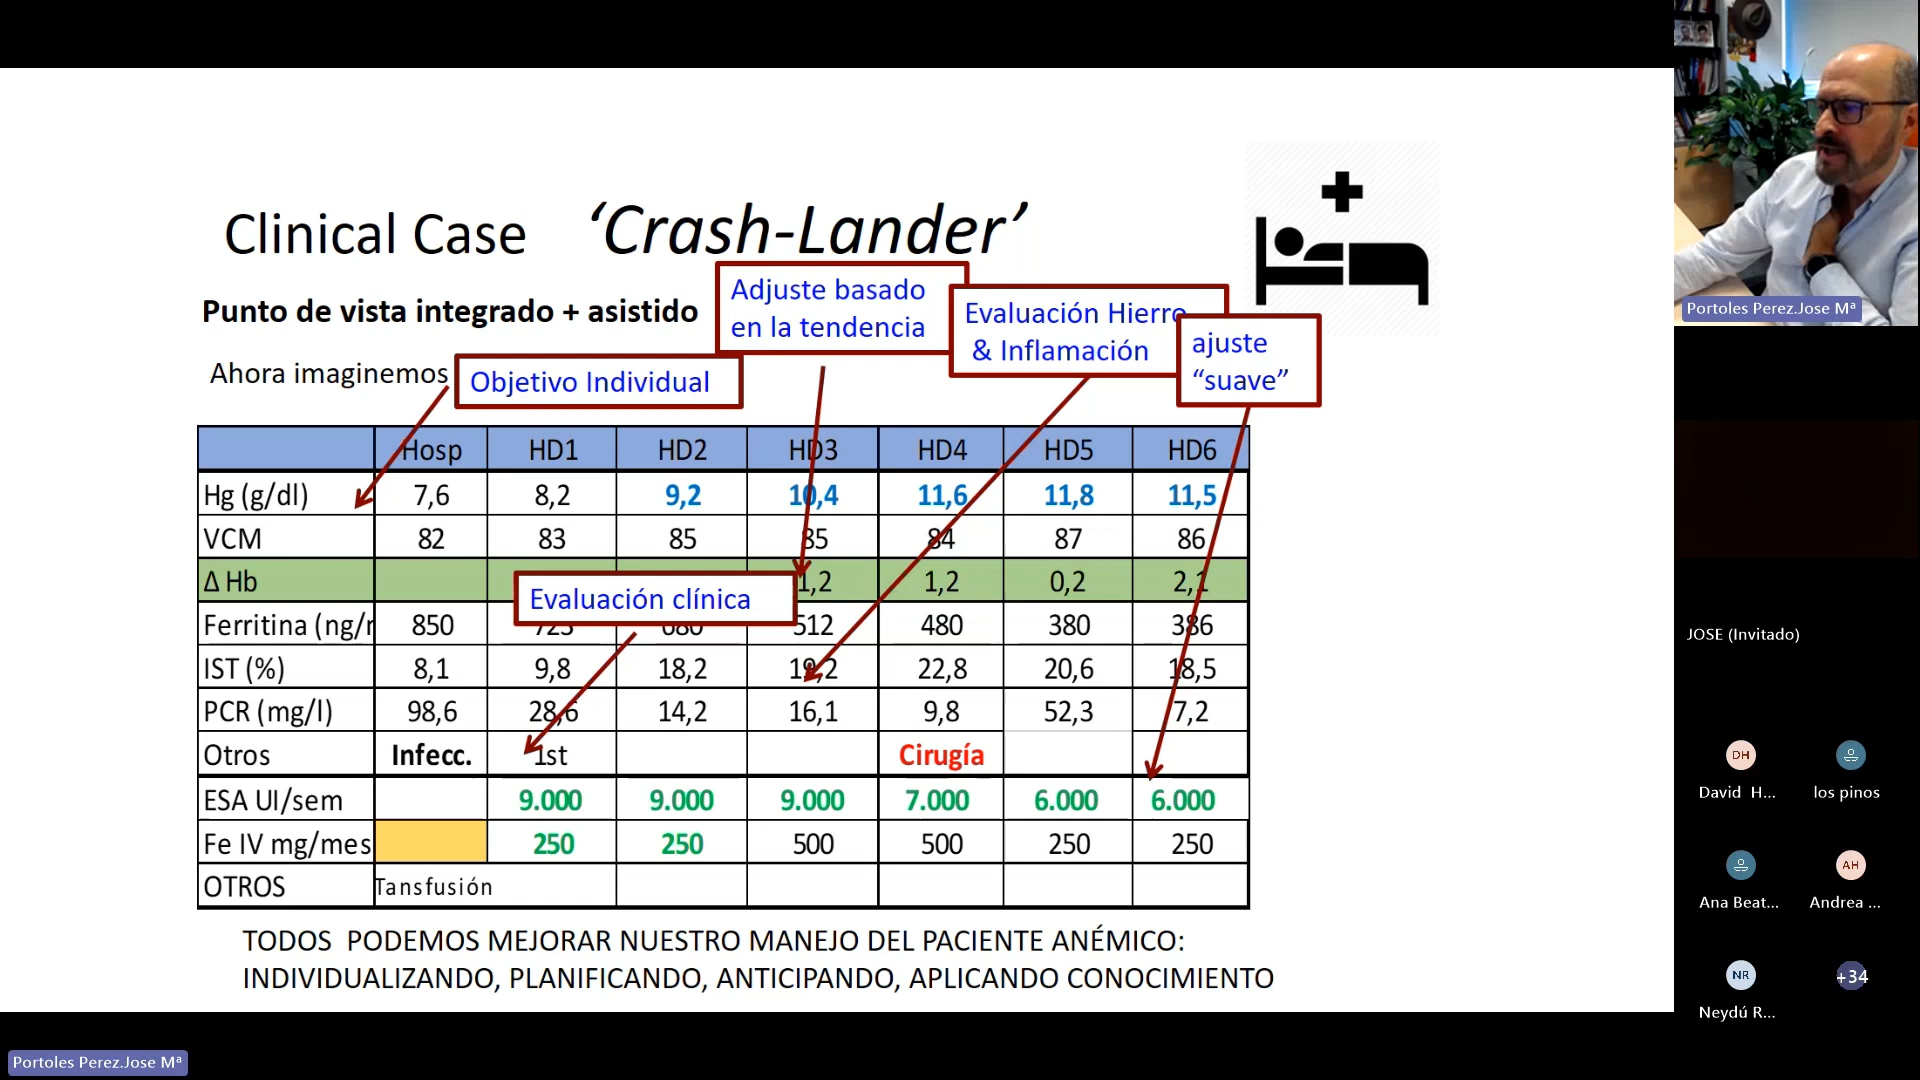 Clinical Case ‘Crash-Lander’
Punto de vista integrado + asistido
Adjuste basado
en la tendencia
Evaluación Hierro
& Inflamación
ajuste
“suave”
Ahora imaginemos
Objetivo Individual
Hosp HD1 HD2 HD3 HD4 HD5 HD6
Hg (g/dl) 7,6 8,2 9,2 10,4 11,6 11,8 11,5
VCM 82 83 85 85 84 87 86
Δ Hb 1,2 1,2 0,2 2,1
Evaluación clínica
Ferritina (ng/r 850 723 680 512 480 380 386
IST (%) 8,1 9,8 18,2 19,2 22,8 20,6 18,5
PCR (mg/l) 98,6 28,6 14,2 16,1 9,8 52,3 7,2
Otros Infecc. 1st Cirugía
ESA UI/sem 9.000 9.000 9.000 7.000 6.000 6.000
Fe IV mg/mes 250 250 500 500 250 250
OTROS Tansfusión
TODOS PODEMOS MEJORAR NUESTRO MANEJO DEL PACIENTE ANÉMICO:
INDIVIDUALIZANDO, PLANIFICANDO, ANTICIPANDO, APLICANDO CONOCIMIENTO
Portoles Perez.Jose Mª
Portoles Perez.Jose Mª
JOSE (Invitado)
DH
David H...
los pinos
Ana Beat...
AH
Andrea ...
NR
Neydú R...
+34